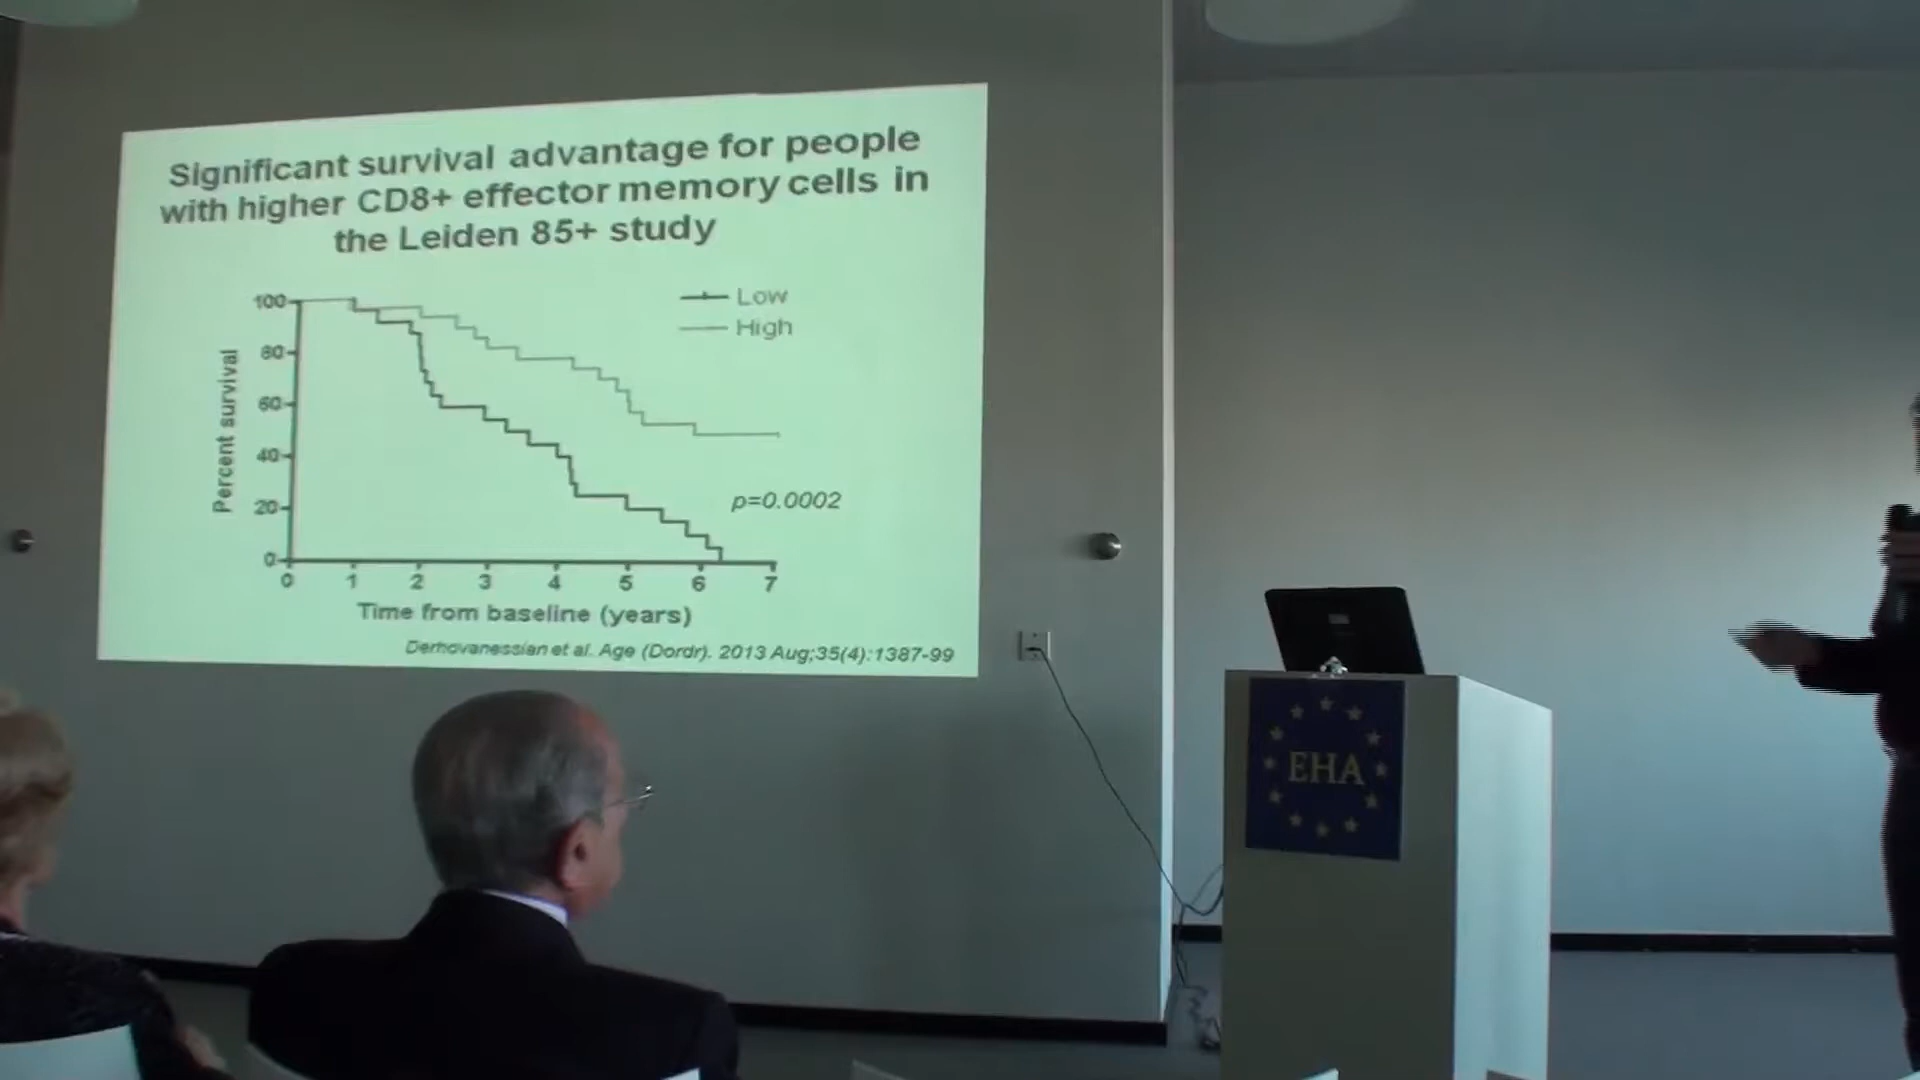 Significant survival advantage for people
with higher CD8+ effector memory cells in
the Leiden 85+ study
Low
High
100
80
60
40
20
0
Percent survival
p=0.0002
0 1 2 3 4 5 6 7
Time from baseline (years)
Derhovanessian et al. Age (Dordr). 2013 Aug;35(4):1387-99
EHA